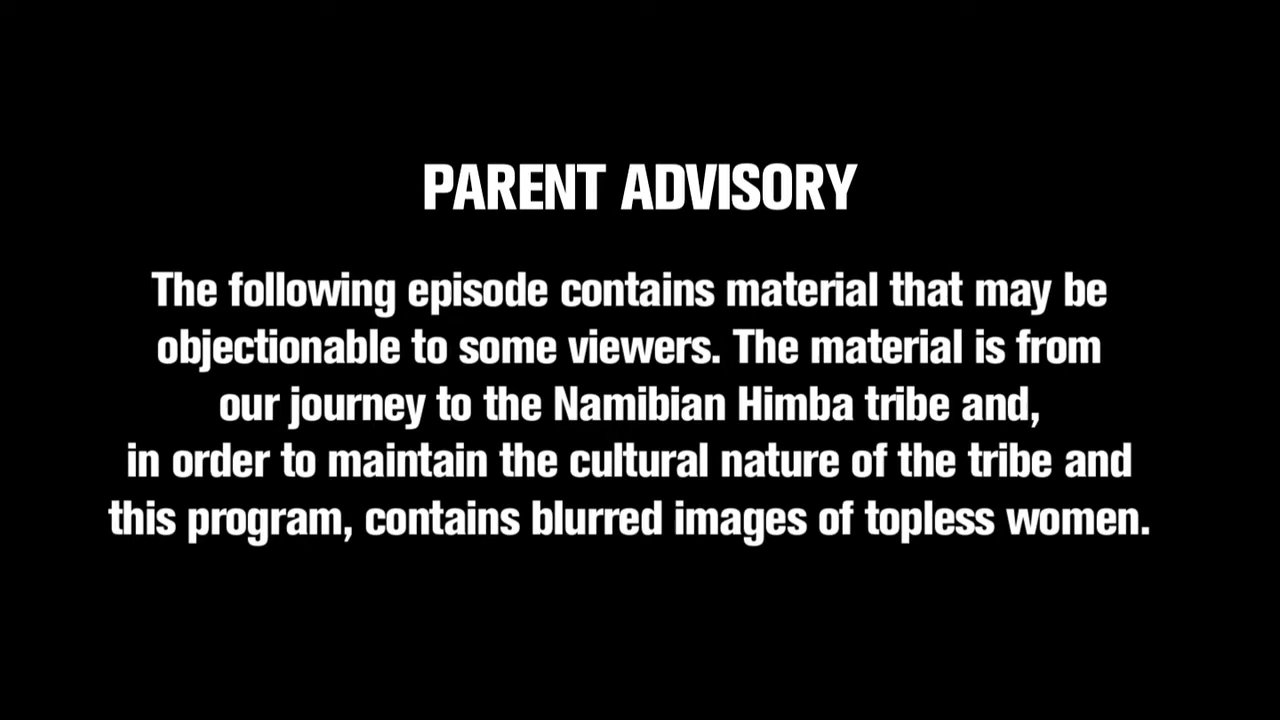 PARENT ADVISORY
The following episode contains material that may be
objectionable to some viewers. The material is from
our journey to the Namibian Himba tribe and,
in order to maintain the cultural nature of the tribe and
this program, contains blurred images of topless women.